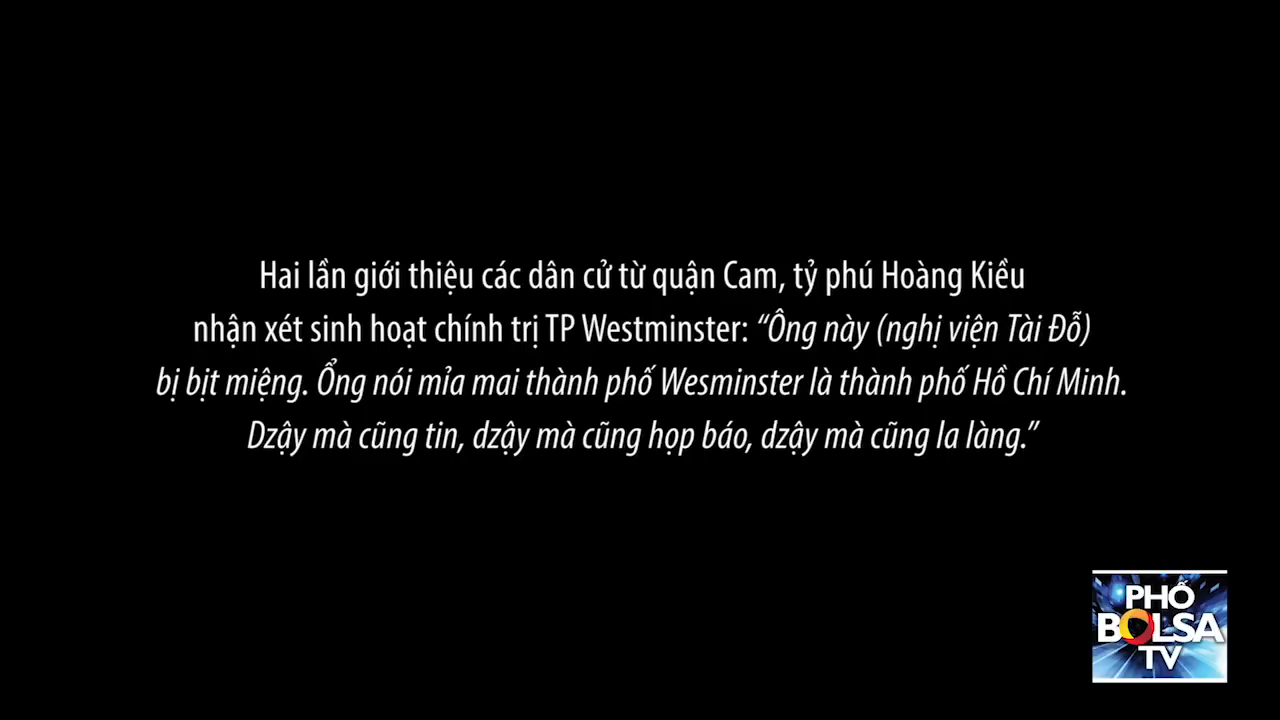 Hai lần giới thiệu các dân cử từ quận Cam, tỷ phú Hoàng Kiều
nhận xét sinh hoạt chính trị TP Westminster: “Ông này (nghị viện Tài Đỗ)
bị bịt miệng. Ổng nói mỉa mai thành phố Wesminster là thành phố Hồ Chí Minh.
Dzậy mà cũng tin, dzậy mà cũng họp báo, dzậy mà cũng la làng.”
PHỐ
BOLSA
TV